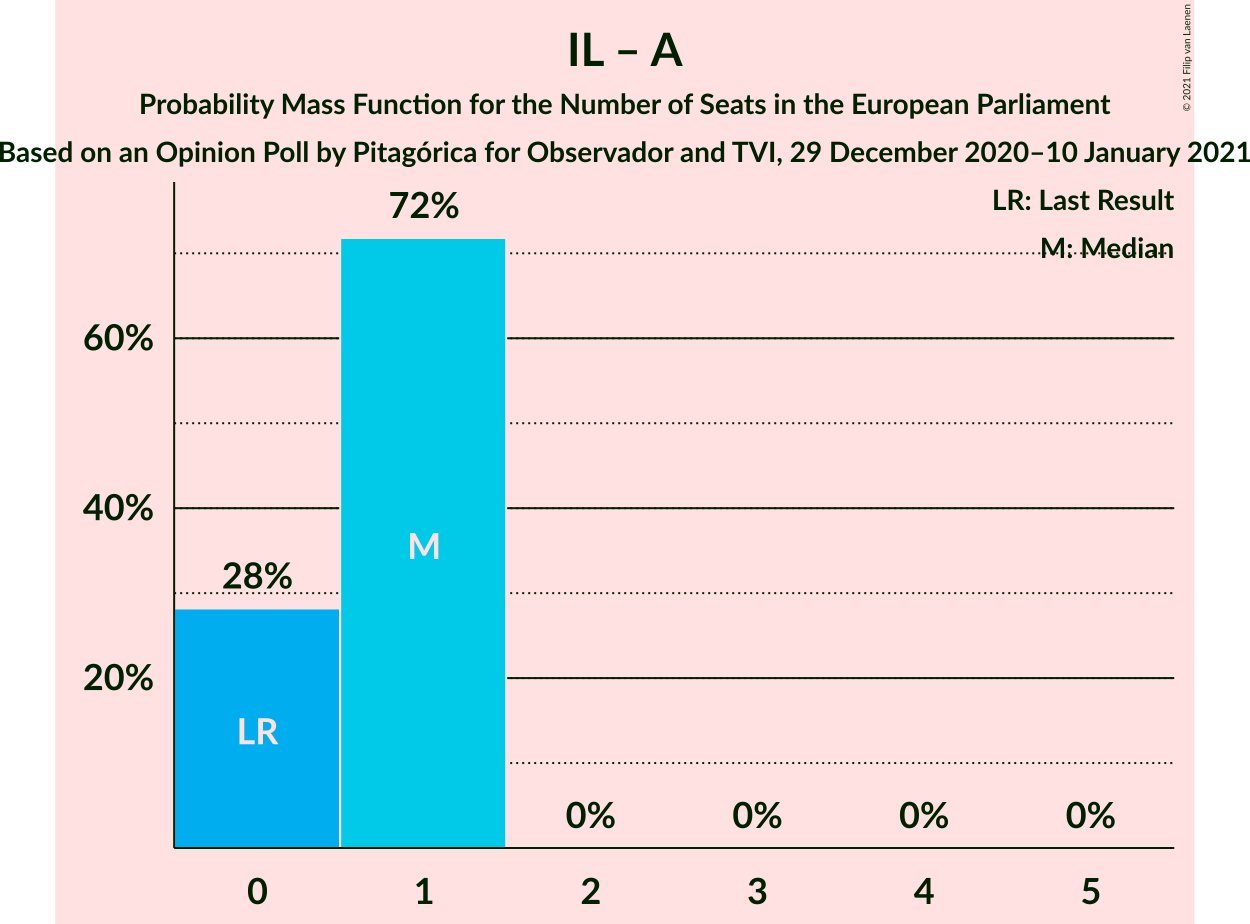 IL – A
Probability Mass Function for the Number of Seats in the European Parliament
Based on an Opinion Poll by Pitagórica for Observador and TVI, 29 December 2020–10 January 2021
© 2021 Filip van Laenen
LR: Last Result
M: Median
72%
60%
40%
M
28%
20%
LR
0% 0% 0% 0%
0 1 2 3 4 5